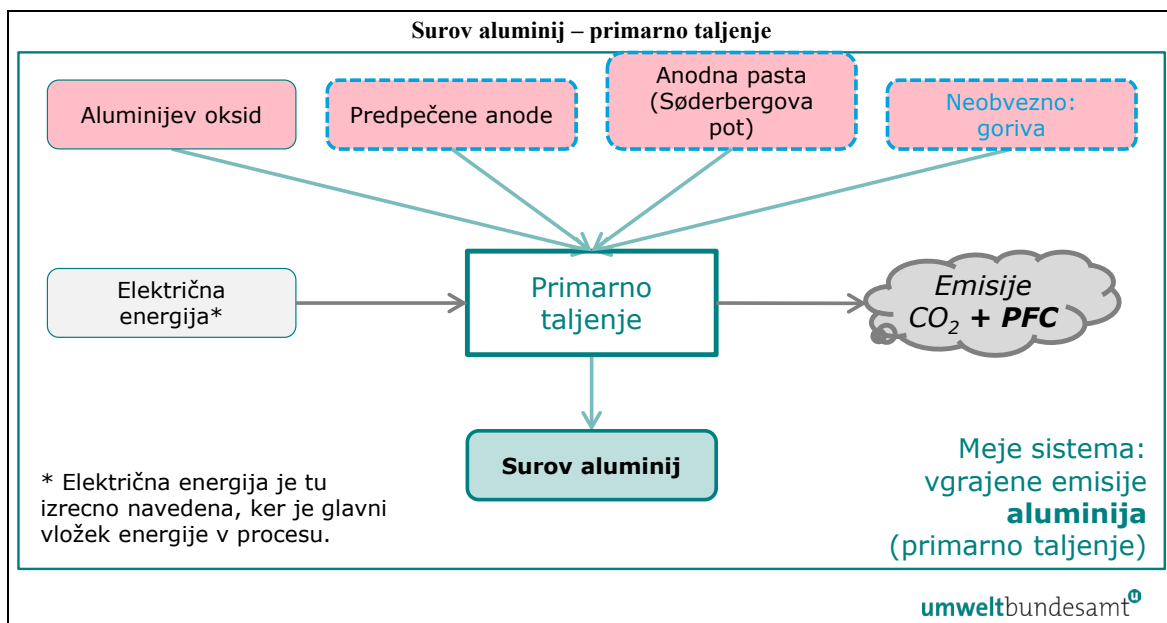 Surov aluminij – primarno taljenje
Aluminijev oksid
Predpečene anode
Anodna pasta
(Søderbergova
pot)
Neobvezno:
goriva
Električna
energija*
Primarno
taljenje
Emisije
CO₂ + PFC
Surov aluminij
* Električna energija je tu
izrecno navedena, ker je glavni
vložek energije v procesu.
Meje sistema:
vgrajene emisije
aluminija
(primarno taljenje)
umweltbundesamt